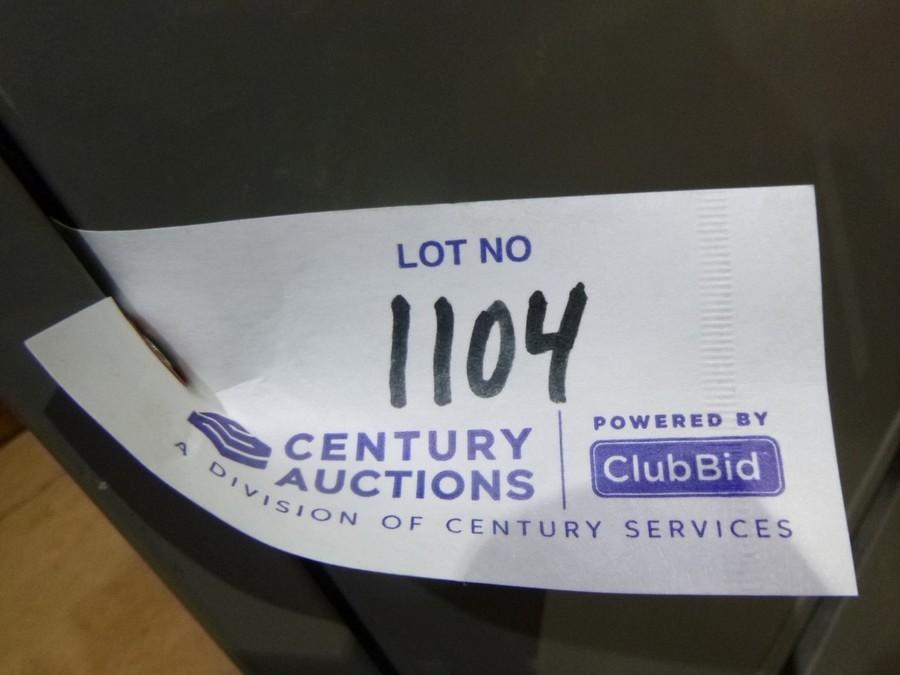 LOT NO
1104
CENTURY
AUCTIONS
A DIVISION OF CENTURY SERVICES
POWERED BY
ClubBid